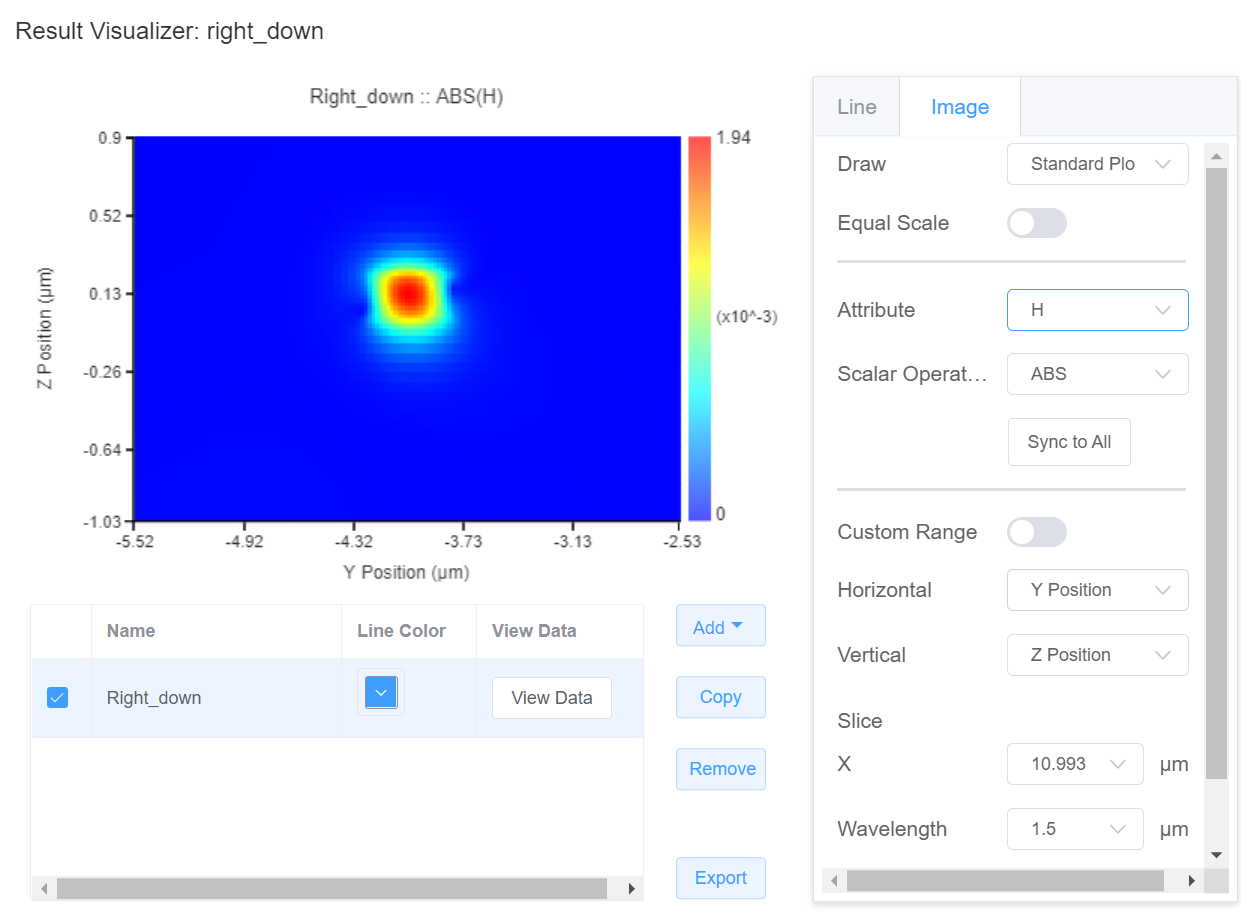 Result Visualizer: right_down
Right_down :: ABS(H)
0.9
0.52
0.13
-0.26
-0.64
-1.03
Z Position (µm)
-5.52
-4.92
-4.32
-3.73
-3.13
-2.53
Y Position (µm)
1.94
(x10^-3)
0
Name
Line Color
View Data
Right_down
View Data
Add
Copy
Remove
Export
Line
Image
Draw
Standard Plo
Equal Scale
Attribute
H
Scalar Operat...
ABS
Sync to All
Custom Range
Horizontal
Y Position
Vertical
Z Position
Slice
X
10.993
µm
Wavelength
1.5
µm